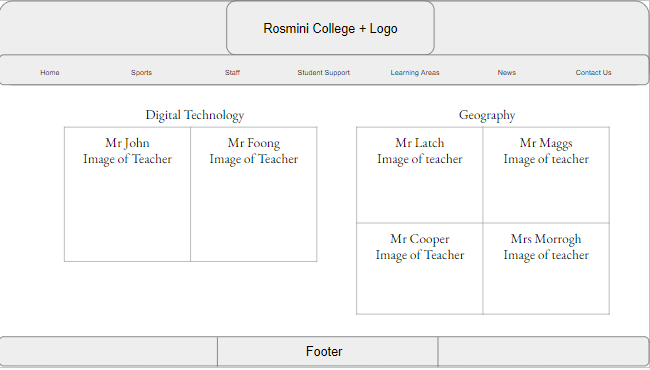 Rosmini College + Logo
Home Sports Staff Student Support Learning Areas News Contact Us
Digital Technology
Mr John
Image of Teacher
Mr Foong
Image of Teacher
Geography
Mr Latch
Image of teacher
Mr Maggs
Image of teacher
Mr Cooper
Image of Teacher
Mrs Morrogh
Image of teacher
Footer